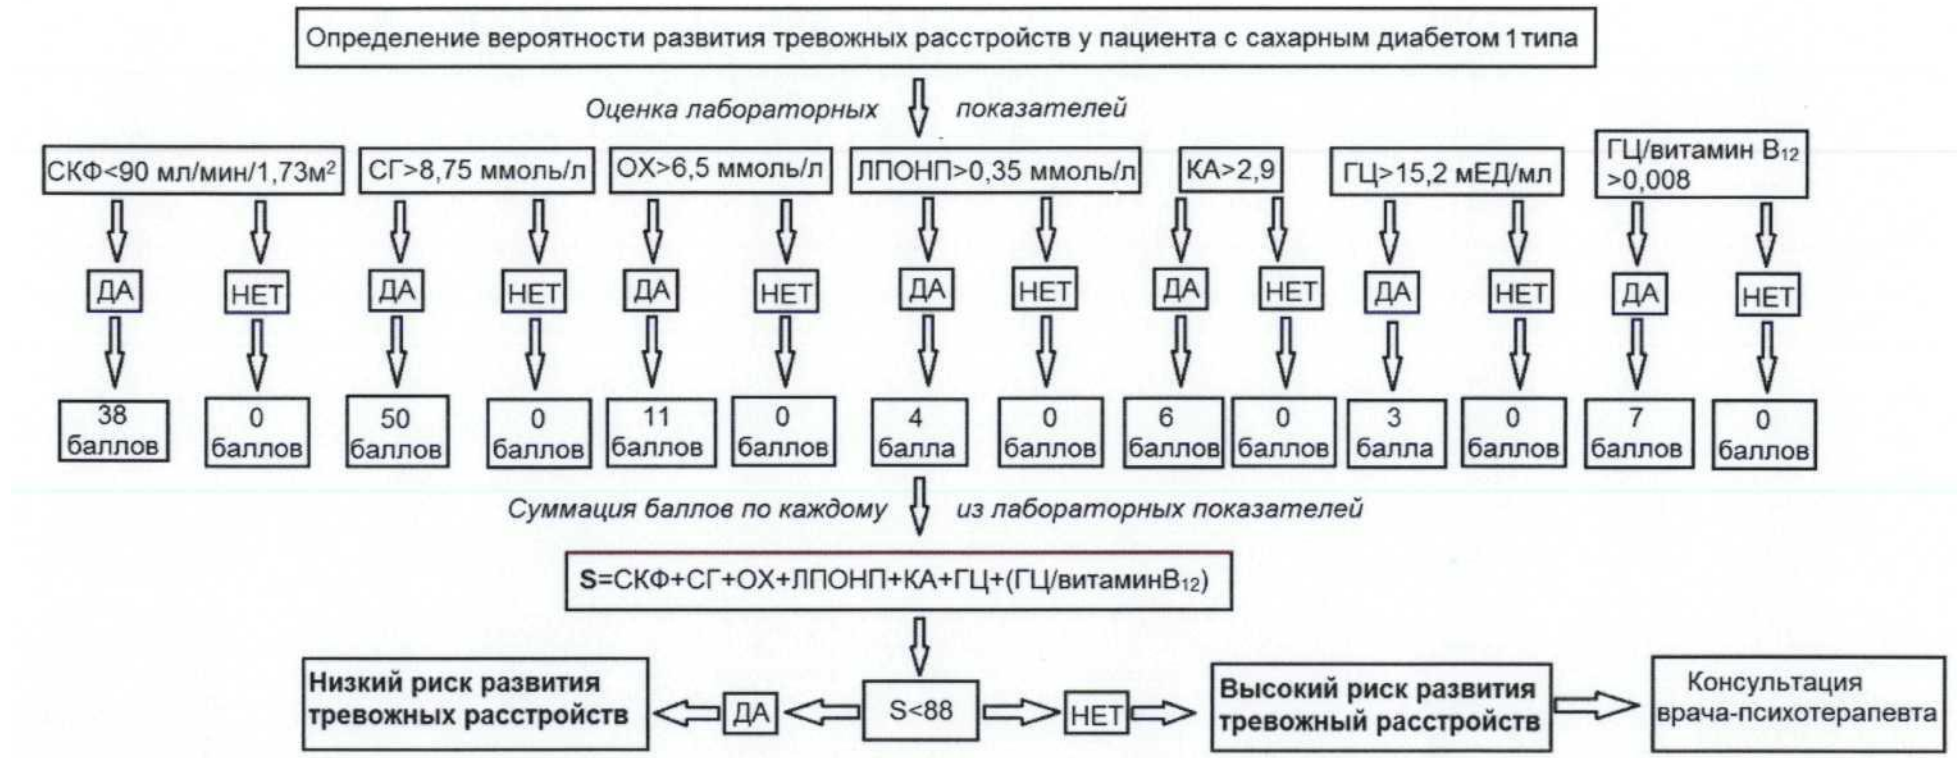 Определение вероятности развития тревожных расстройств у пациента с сахарным диабетом 1 типа
Оценка лабораторных показателей
СКФ<90 мл/мин/1,73м²
СГ>8,75 ммоль/л
ОХ>6,5 ммоль/л
ЛПОНП>0,35 ммоль/л
КА>2,9
ГЦ>15,2 мЕД/мл
ГЦ/витамин В₁₂
>0,008
ДА НЕТ ДА НЕТ ДА НЕТ ДА НЕТ ДА НЕТ ДА НЕТ ДА НЕТ
38
баллов
0
баллов
50
баллов
0
баллов
11
баллов
0
баллов
4
балла
0
баллов
6
баллов
0
баллов
3
балла
0
баллов
7
баллов
0
баллов
Суммация баллов по каждому из лабораторных показателей
S=СКФ+СГ+ОХ+ЛПОНП+КА+ГЦ+(ГЦ/витаминВ₁₂)
Низкий риск развития
тревожных расстройств
ДА
S<88
НЕТ
Высокий риск развития
тревожный расстройств
Консультация
врача-психотерапевта